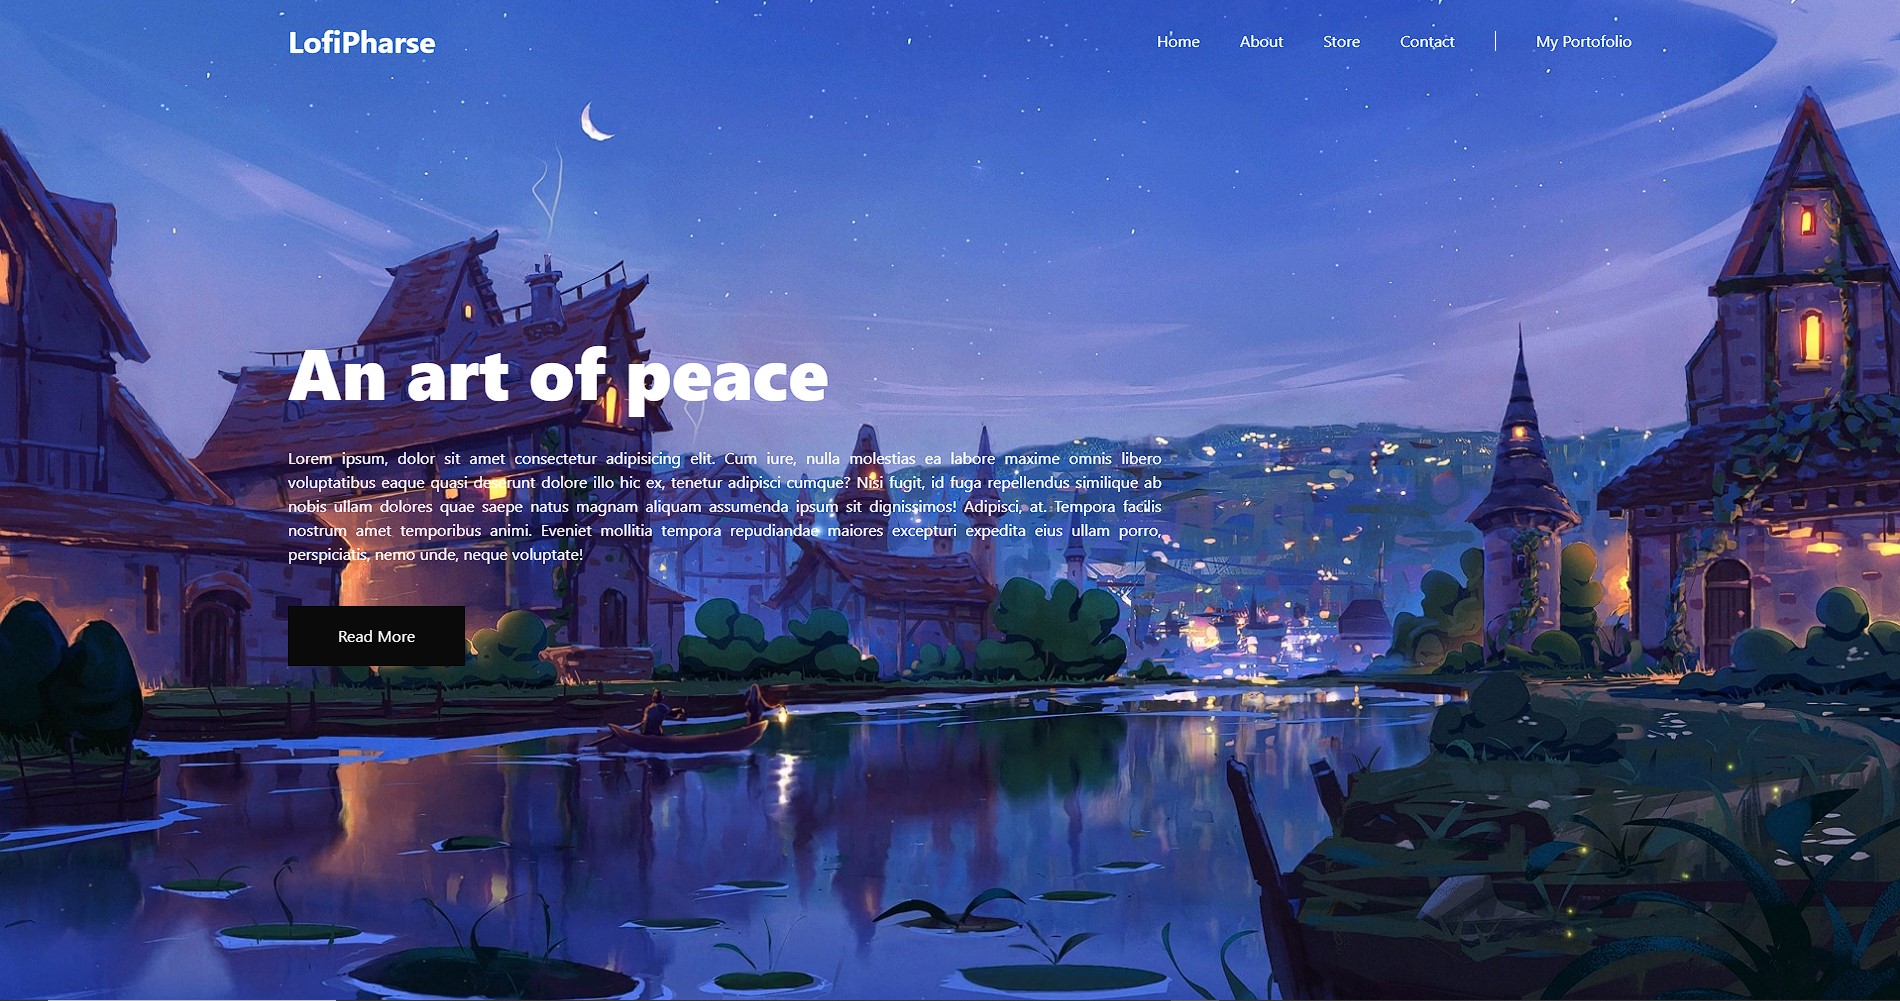 LofiPharse
Home About Store Contact | My Portofolio
An art of peace
Lorem ipsum, dolor sit amet consectetur adipisicing elit. Cum iure, nulla molestias ea labore maxime omnis libero
voluptatibus eaque quasi deserunt dolore illo hic ex, tenetur adipisci cumque? Nisi fugit, id fuga repellendus similique ab
nobis ullam dolores quae saepe natus magnam aliquam assumenda ipsum sit dignissimos! Adipisci, at. Tempora facilis
nostrum amet temporibus animi. Eveniet mollitia tempora repudiandae maiores excepturi expedita eius ullam porro,
perspiciatis, nemo unde, neque voluptate!
Read More